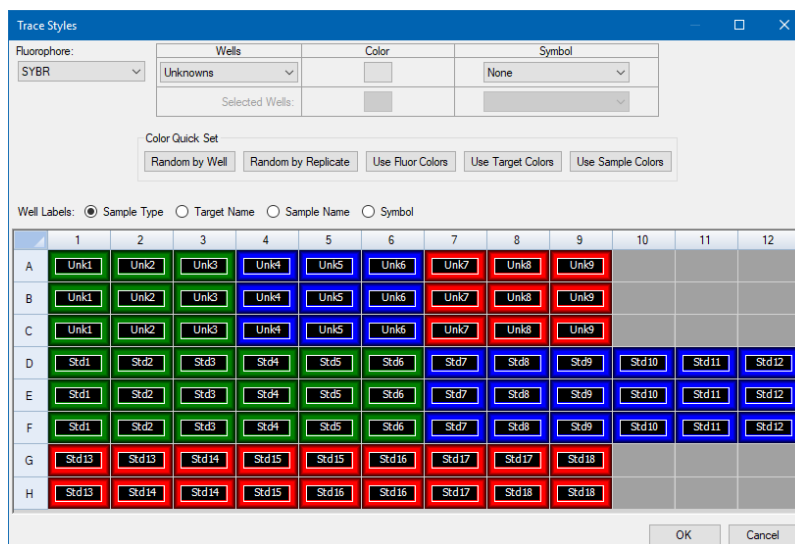 Trace Styles
Fluorophore: Wells Color Symbol
SYBR Unknowns None
Selected Wells:
Color Quick Set
Random by Well Random by Replicate Use Fluor Colors Use Target Colors Use Sample Colors
Well Labels: Sample Type Target Name Sample Name Symbol
1 2 3 4 5 6 7 8 9 10 11 12
A Unk1 Unk2 Unk3 Unk4 Unk5 Unk6 Unk7 Unk8 Unk9
B Unk1 Unk2 Unk3 Unk4 Unk5 Unk6 Unk7 Unk8 Unk9
C Unk1 Unk2 Unk3 Unk4 Unk5 Unk6 Unk7 Unk8 Unk9
D Std1 Std2 Std3 Std4 Std5 Std6 Std7 Std8 Std9 Std10 Std11 Std12
E Std1 Std2 Std3 Std4 Std5 Std6 Std7 Std8 Std9 Std10 Std11 Std12
F Std1 Std2 Std3 Std4 Std5 Std6 Std7 Std8 Std9 Std10 Std11 Std12
G Std13 Std13 Std14 Std15 Std15 Std16 Std17 Std17 Std18
H Std13 Std14 Std14 Std15 Std16 Std16 Std17 Std18 Std18
OK Cancel